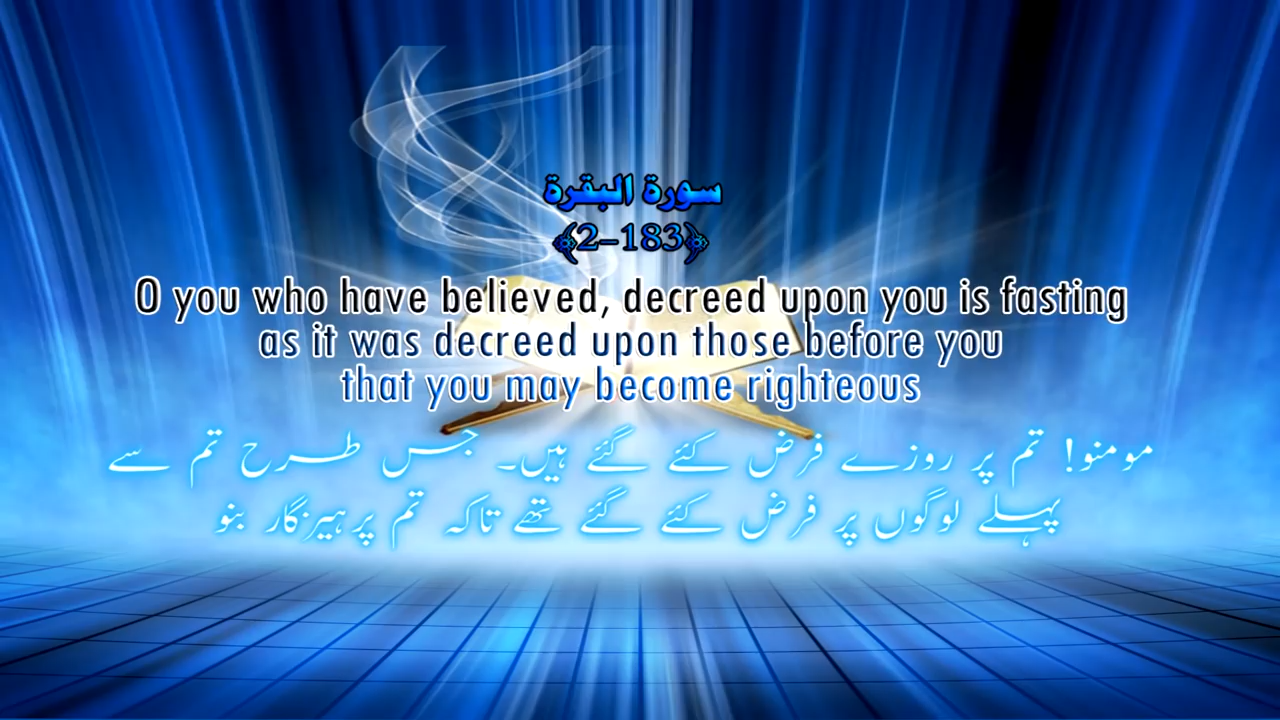 سورة البقرة
﴿2-183﴾
O you who have believed, decreed upon you is fasting
as it was decreed upon those before you
that you may become righteous
مومنو! تم پر روزے فرض کئے گئے ہیں۔ جس طرح تم سے
پہلے لوگوں پر فرض کئے گئے تھے تاکہ تم پرہیزگار بنو